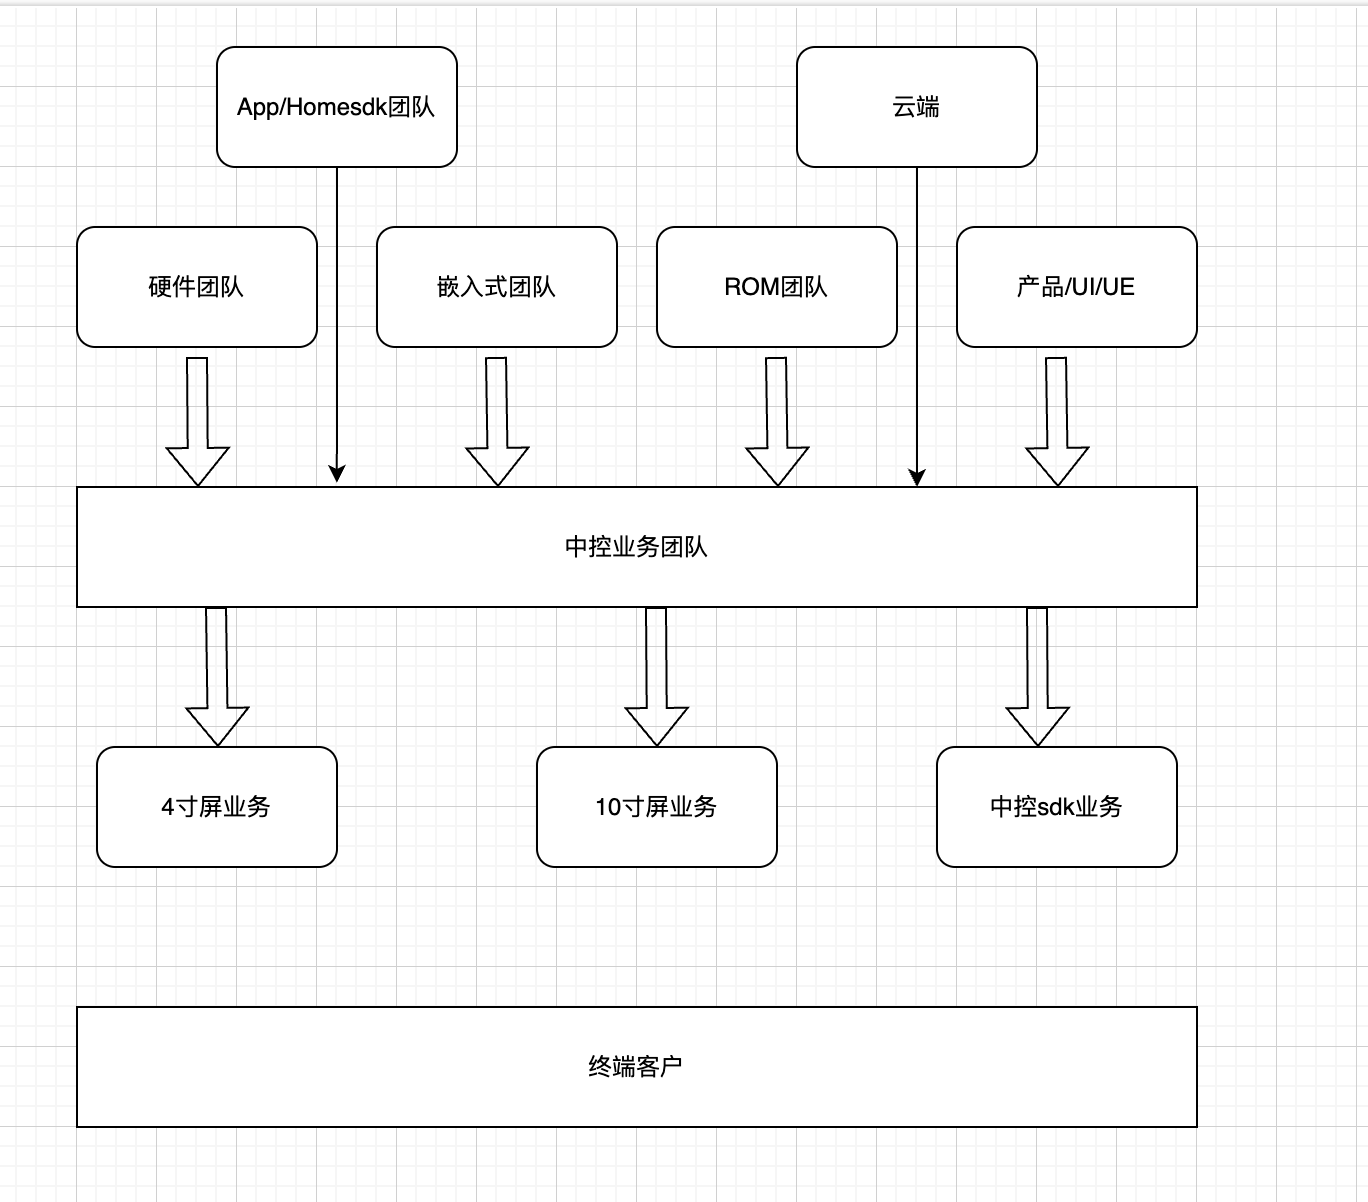 App/Homesdk团队
云端
硬件团队
嵌入式团队
ROM团队
产品/UI/UE
中控业务团队
4寸屏业务
10寸屏业务
中控sdk业务
终端客户